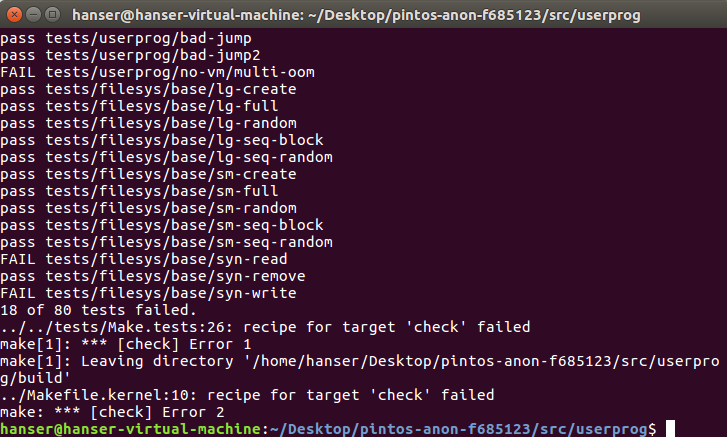 hanser@hanser-virtual-machine: ~/Desktop/pintos-anon-f685123/src/userprog
pass tests/userprog/bad-jump
pass tests/userprog/bad-jump2
FAIL tests/userprog/no-vm/multi-oom
pass tests/filesys/base/lg-create
pass tests/filesys/base/lg-full
pass tests/filesys/base/lg-random
pass tests/filesys/base/lg-seq-block
pass tests/filesys/base/lg-seq-random
pass tests/filesys/base/sm-create
pass tests/filesys/base/sm-full
pass tests/filesys/base/sm-random
pass tests/filesys/base/sm-seq-block
pass tests/filesys/base/sm-seq-random
FAIL tests/filesys/base/syn-read
pass tests/filesys/base/syn-remove
FAIL tests/filesys/base/syn-write
18 of 80 tests failed.
../../tests/Make.tests:26: recipe for target 'check' failed
make[1]: *** [check] Error 1
make[1]: Leaving directory '/home/hanser/Desktop/pintos-anon-f685123/src/userpro
g/build'
../Makefile.kernel:10: recipe for target 'check' failed
make: *** [check] Error 2
hanser@hanser-virtual-machine:~/Desktop/pintos-anon-f685123/src/userprog$